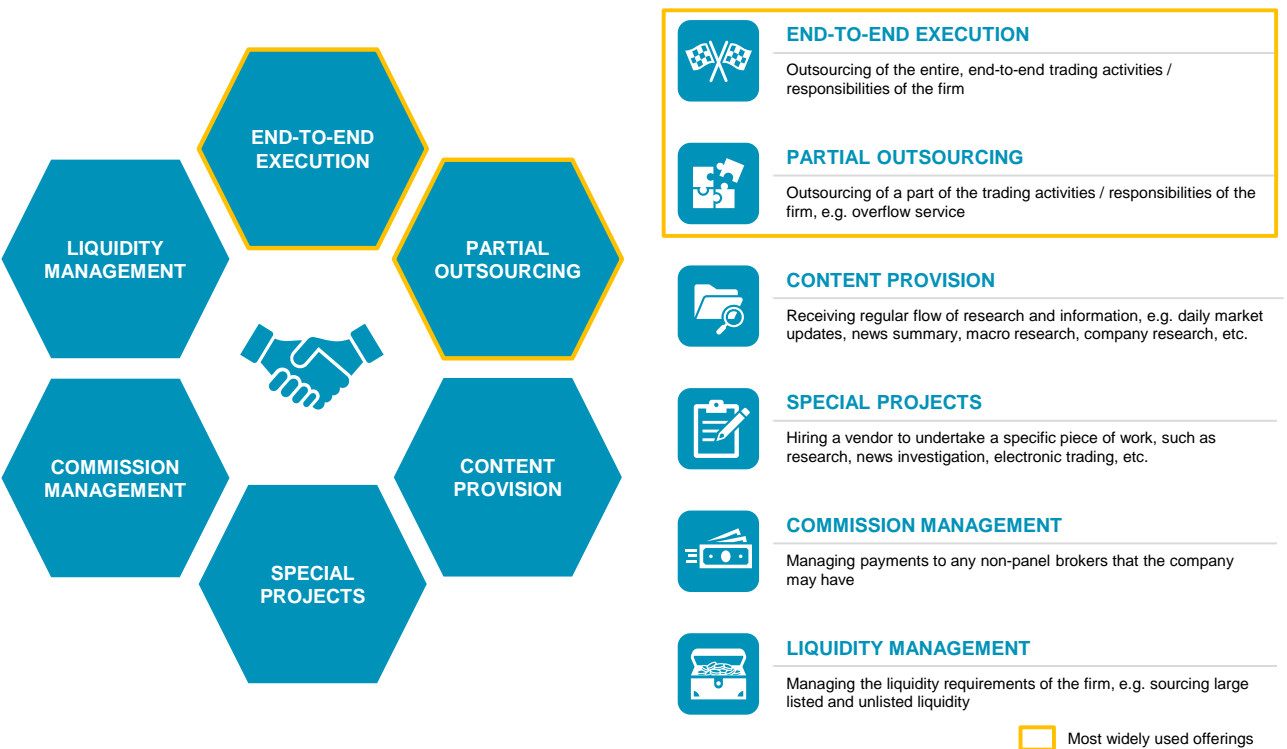 END-TO-END
EXECUTION
LIQUIDITY
MANAGEMENT
PARTIAL
OUTSOURCING
COMMISSION
MANAGEMENT
CONTENT
PROVISION
SPECIAL
PROJECTS
END-TO-END EXECUTION
Outsourcing of the entire, end-to-end trading activities /
responsibilities of the firm
PARTIAL OUTSOURCING
Outsourcing of a part of the trading activities / responsibilities of the
firm, e.g. overflow service
CONTENT PROVISION
Receiving regular flow of research and information, e.g. daily market
updates, news summary, macro research, company research, etc.
SPECIAL PROJECTS
Hiring a vendor to undertake a specific piece of work, such as
research, news investigation, electronic trading, etc.
COMMISSION MANAGEMENT
Managing payments to any non-panel brokers that the company
may have
LIQUIDITY MANAGEMENT
Managing the liquidity requirements of the firm, e.g. sourcing large
listed and unlisted liquidity
Most widely used offerings